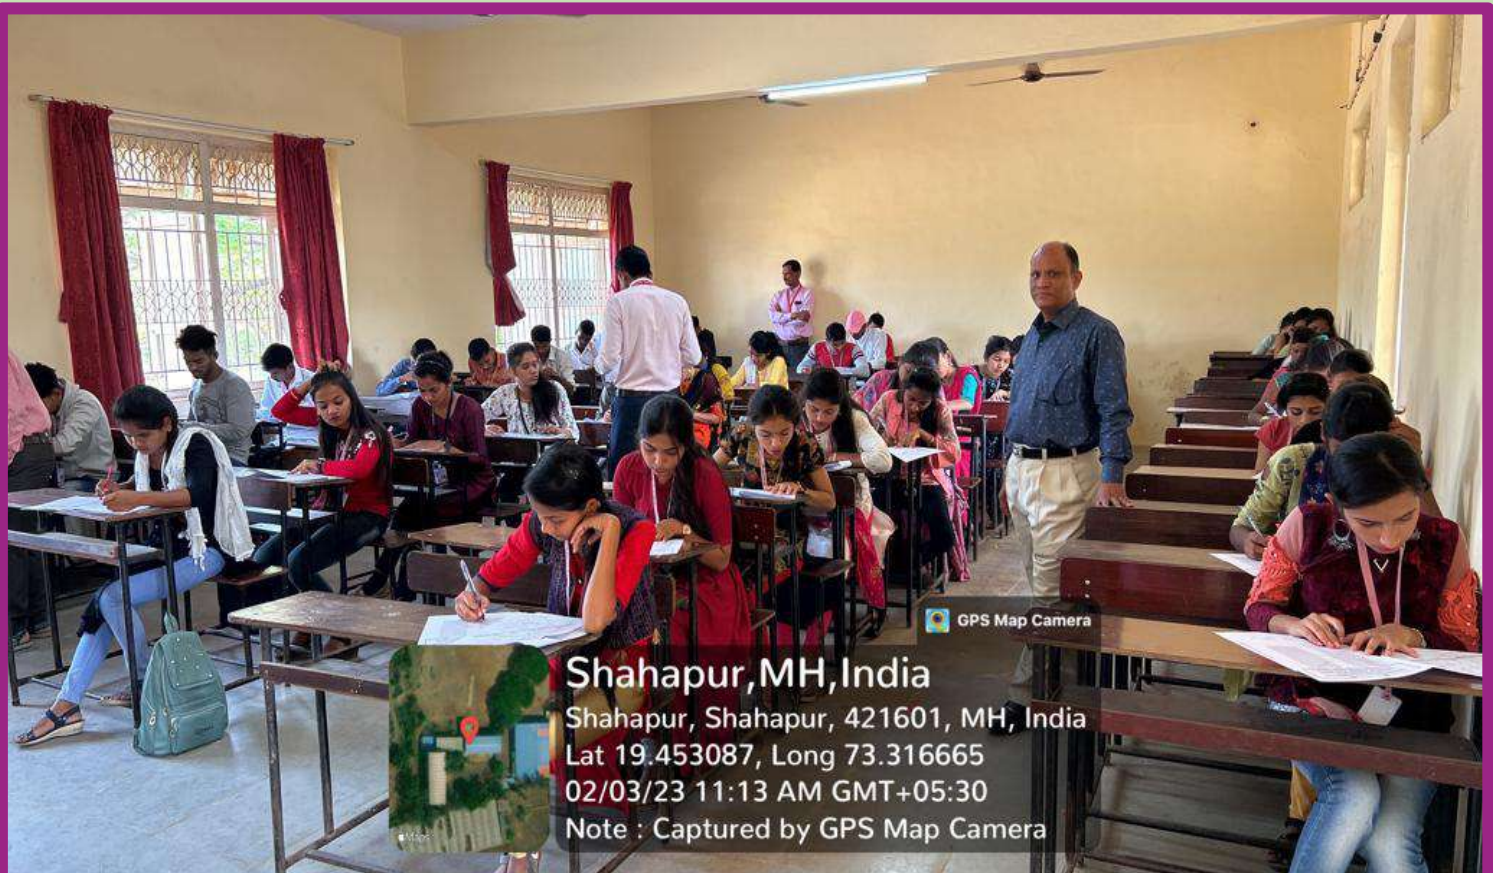 GPS Map Camera
Shahapur,MH,India
Shahapur, Shahapur, 421601, MH, India
Lat 19.453087, Long 73.316665
02/03/23 11:13 AM GMT+05:30
Note : Captured by GPS Map Camera
Maps